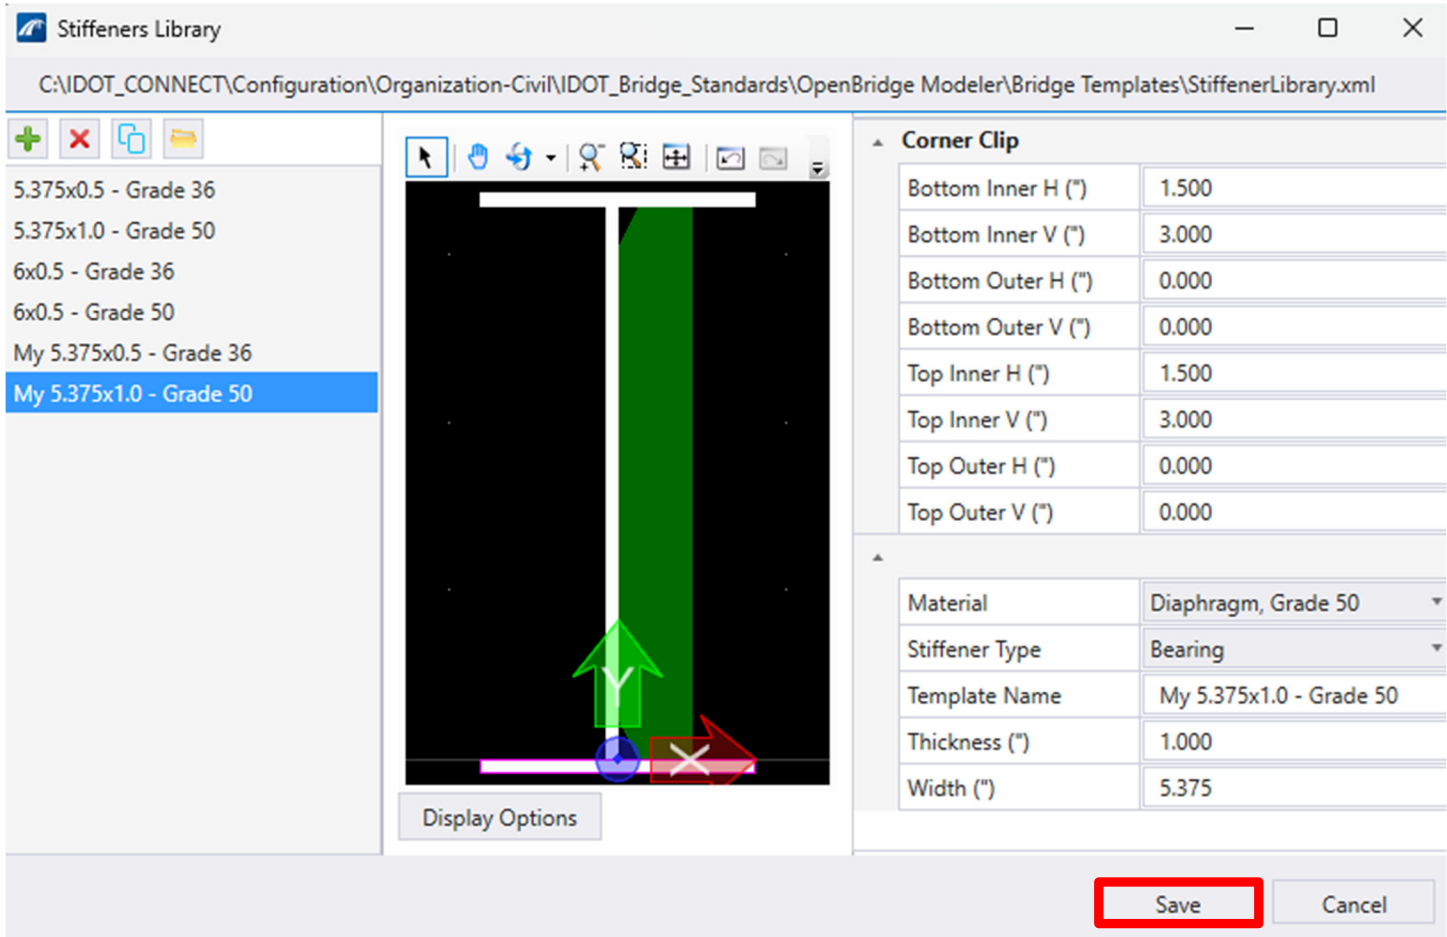 Stiffeners Library
C:\IDOT_CONNECT\Configuration\Organization-Civil\IDOT_Bridge_Standards\OpenBridge Modeler\Bridge Templates\StiffenerLibrary.xml
5.375x0.5 - Grade 36
5.375x1.0 - Grade 50
6x0.5 - Grade 36
6x0.5 - Grade 50
My 5.375x0.5 - Grade 36
My 5.375x1.0 - Grade 50
Y
X
Display Options
Corner Clip
Bottom Inner H (") 1.500
Bottom Inner V (") 3.000
Bottom Outer H (") 0.000
Bottom Outer V (") 0.000
Top Inner H (") 1.500
Top Inner V (") 3.000
Top Outer H (") 0.000
Top Outer V (") 0.000
Material Diaphragm, Grade 50
Stiffener Type Bearing
Template Name My 5.375x1.0 - Grade 50
Thickness (") 1.000
Width (") 5.375
Save Cancel